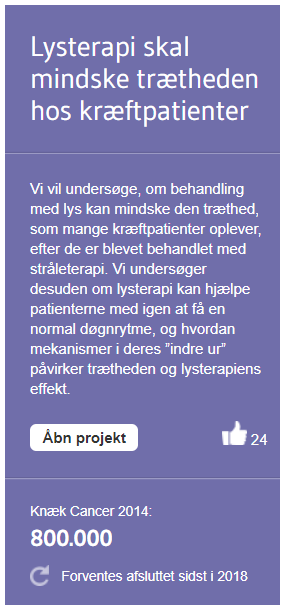 Lysterapi skal
mindske trætheden
hos kræftpatienter
Vi vil undersøge, om behandling
med lys kan mindske den træthed,
som mange kræftpatienter oplever,
efter de er blevet behandlet med
stråleterapi. Vi undersøger
desuden om lysterapi kan hjælpe
patienterne med igen at få en
normal døgnrytme, og hvordan
mekanismer i deres ”indre ur”
påvirker trætheden og lysterapiens
effekt.
Åbn projekt
24
Knæk Cancer 2014:
800.000
Forventes afsluttet sidst i 2018